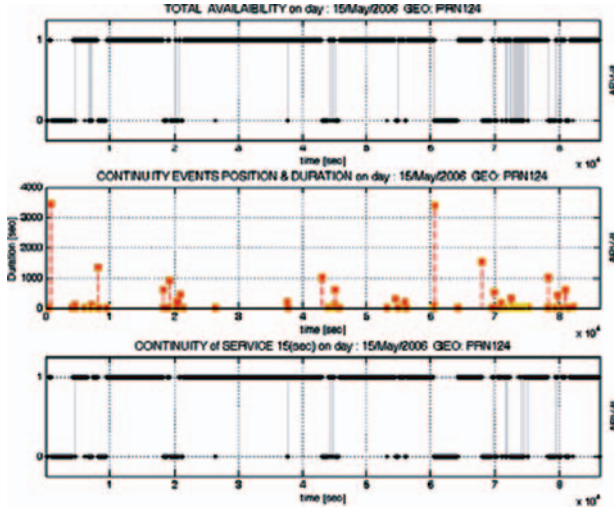 TOTAL AVAILABILITY on day : 15/May/2006 GEO: PRN124
1
0
1 2 3 4 5 6 7 8
time [sec]
x 10⁴
CONTINUITY EVENTS POSITION & DURATION on day : 15/May/2006 GEO: PRN124
Duration [sec]
4000
3000
2000
1000
0
0 1 2 3 4 5 6 7 8
time [sec]
x 10⁴
CONTINUITY of SERVICE 15(sec) on day : 15/May/2006 GEO: PRN124
1
0
1 2 3 4 5 6 7 8
time [sec]
x 10⁴